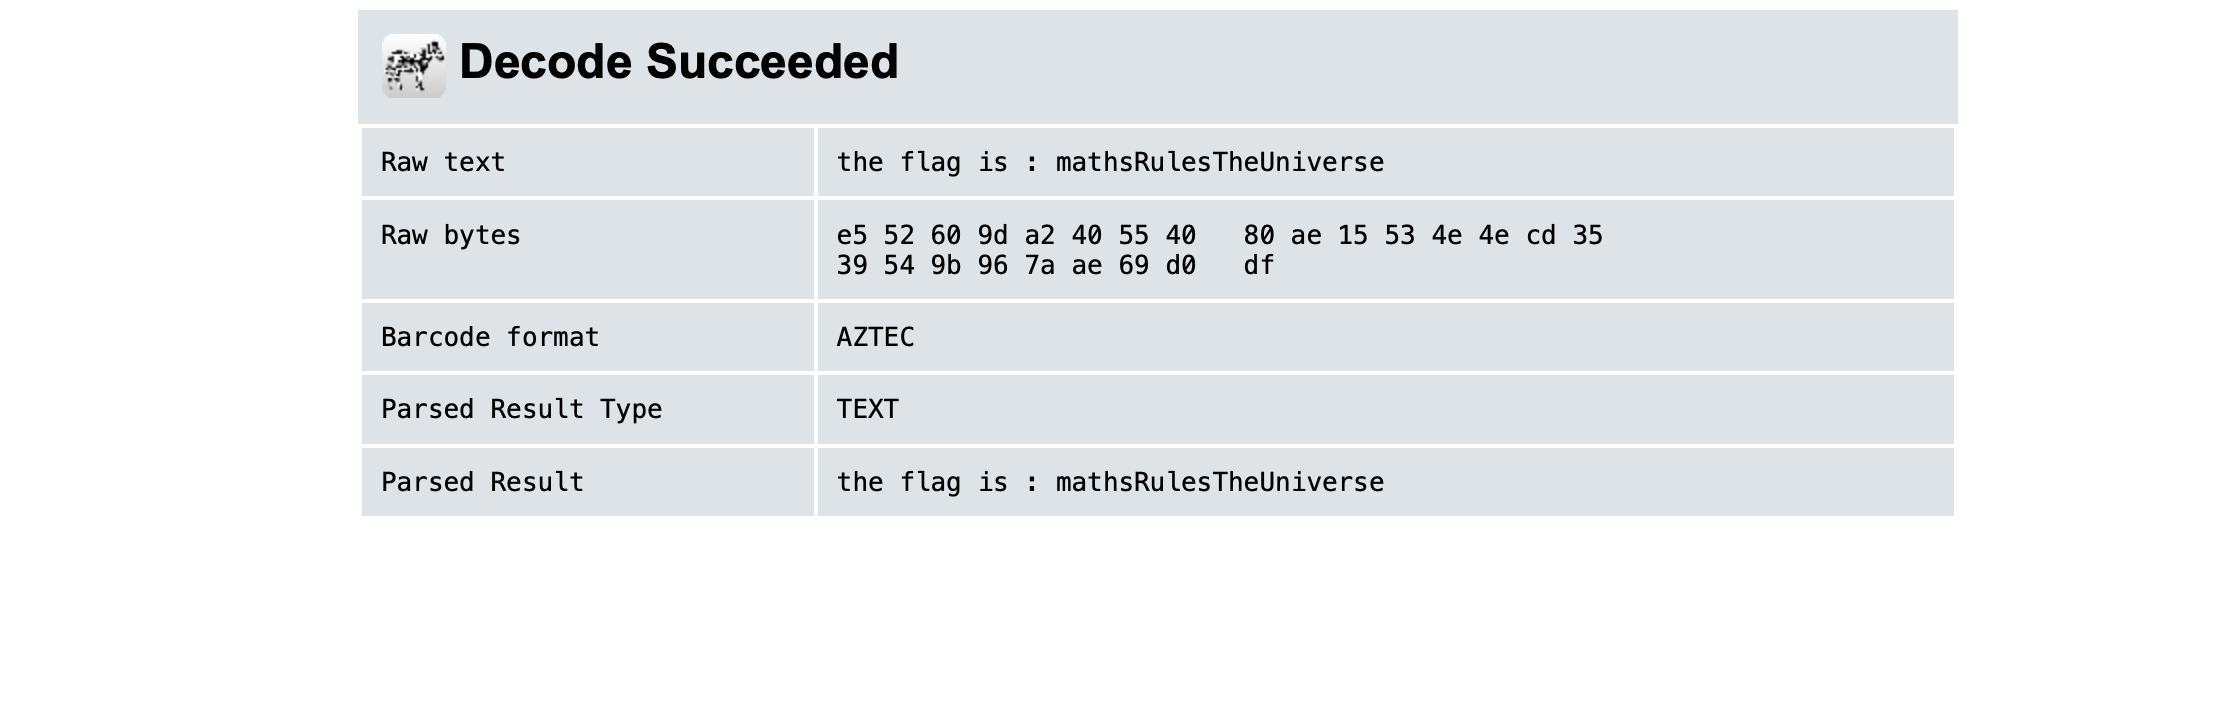 Decode Succeeded
Raw text the flag is : mathsRulesTheUniverse
Raw bytes e5 52 60 9d a2 40 55 40 80 ae 15 53 4e 4e cd 35
39 54 9b 96 7a ae 69 d0 df
Barcode format AZTEC
Parsed Result Type TEXT
Parsed Result the flag is : mathsRulesTheUniverse